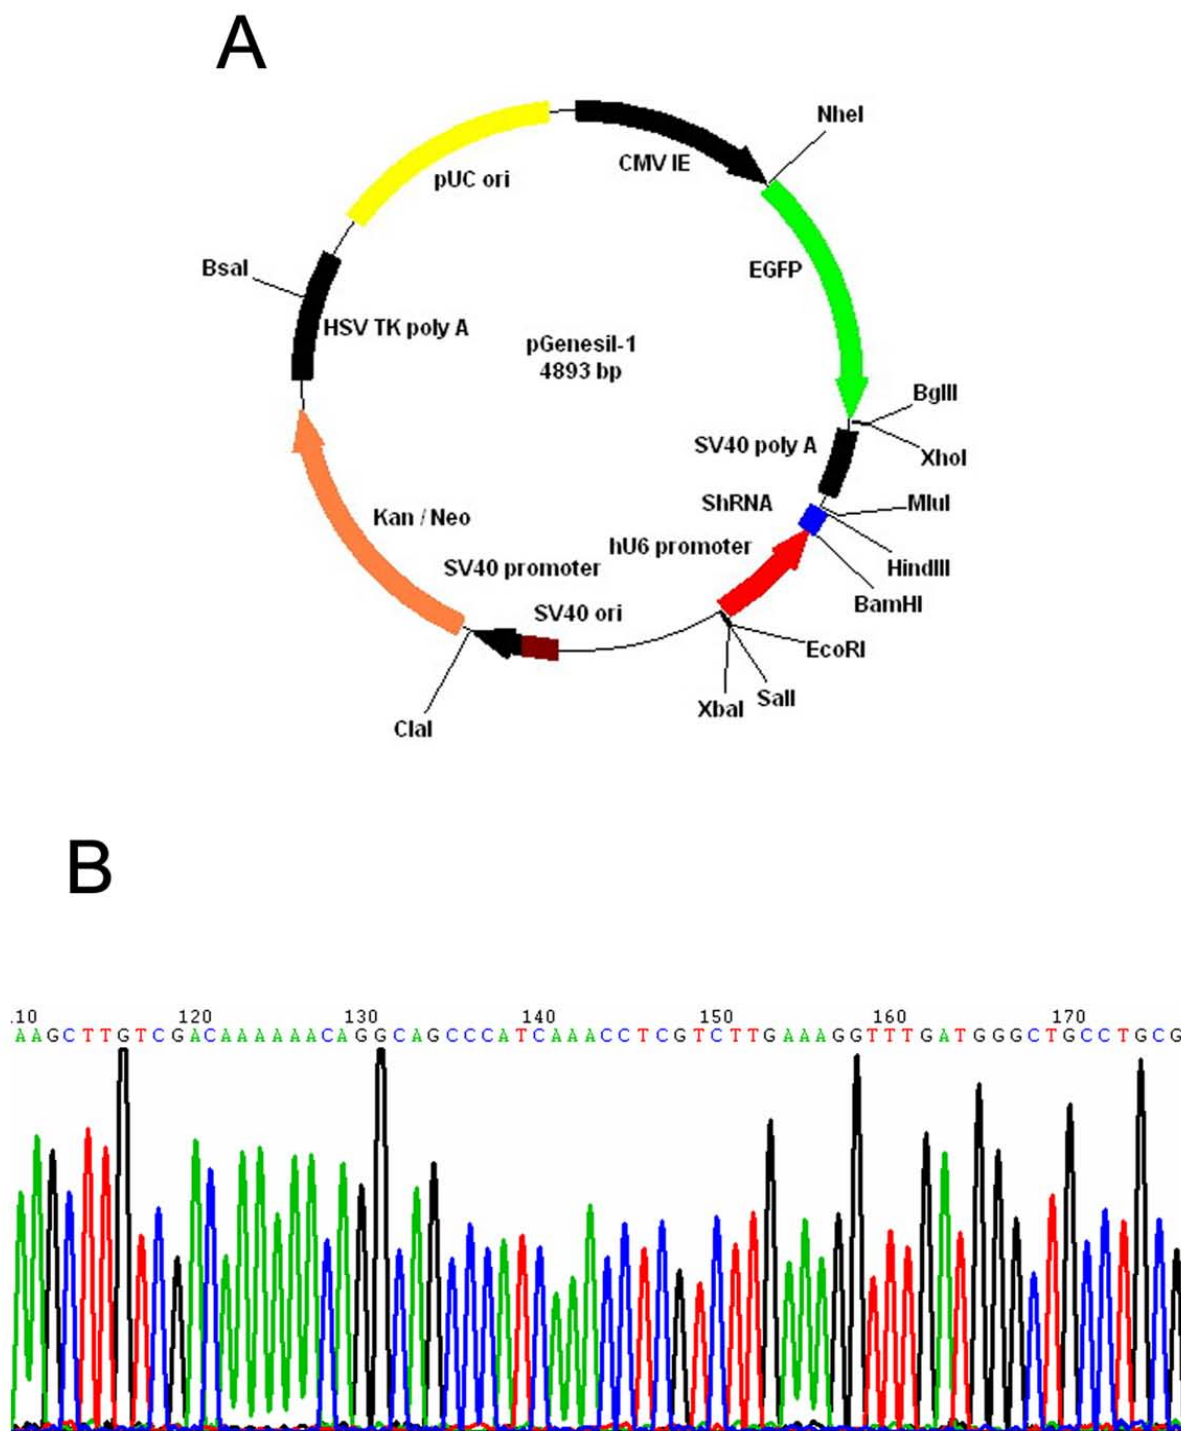 A
NheI
CMV IE
pUC ori
EGFP
BsaI
HSV TK poly A
pGenesil-1
4893 bp
BglII
SV40 poly A
XhoI
ShRNA
MluI
Kan / Neo
hU6 promoter
HindIII
SV40 promoter
BamHI
SV40 ori
EcoRI
SalI
XbaI
ClaI
B
.10 120 130 140 150 160 170
A A G C T T G T C G A C A A A A A A C A G G C A G C C C A T C A A A C C T C G T C T T G A A A G G T T T G A T G G G C T G C C T G C G